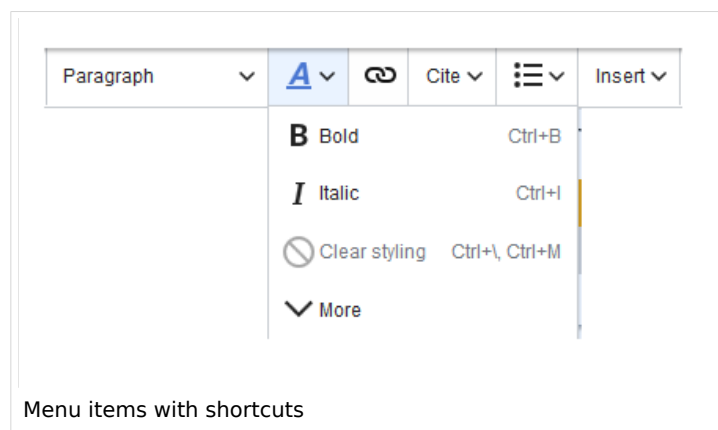 Paragraph A Cite Insert
B Bold Ctrl+B
I Italic Ctrl+I
Clear styling Ctrl+\, Ctrl+M
More
Menu items with shortcuts